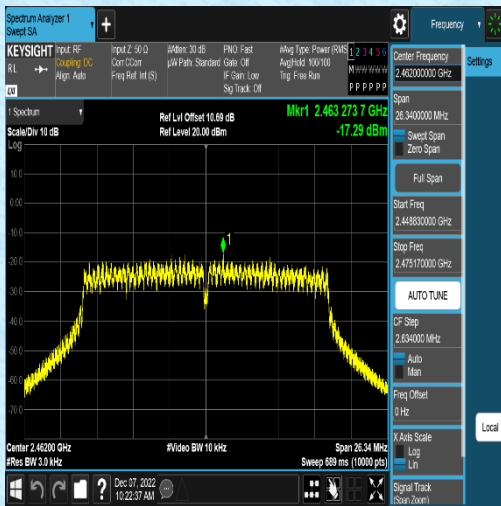 Spectrum Analyzer 1
Swept SA
Frequency
Settings
KEYSIGHT
RL
Input: RF
Coupling: DC
Align: Auto
Input Z: 50 Ω
Corr CCorr
Freq Ref: Int (S)
#Atten: 30 dB
µW Path: Standard
PNO: Fast
Gate: Off
IF Gain: Low
Sig Track: Off
#Avg Type: Power (RMS
Avg|Hold: 100/100
Trig: Free Run
1 2 3 4 5 6
M W W W W W
P P P P P P
1 Spectrum
Scale/Div 10 dB
Ref Lvl Offset 10.69 dB
Ref Level 20.00 dBm
Mkr1 2.463 273 7 GHz
-17.29 dBm
Log
10.0
0.00
-10.0
-20.0
-30.0
-40.0
-50.0
-60.0
-70.0
1
Center 2.46200 GHz
#Res BW 3.0 kHz
#Video BW 10 kHz
Span 26.34 MHz
Sweep 689 ms (10000 pts)
Center Frequency
2.462000000 GHz
Span
26.3400000 MHz
Swept Span
Zero Span
Full Span
Start Freq
2.448830000 GHz
Stop Freq
2.475170000 GHz
AUTO TUNE
CF Step
2.634000 MHz
Auto
Man
Freq Offset
0 Hz
X Axis Scale
Log
Lin
Signal Track
(Span Zoom)
Local
?
Dec 07, 2022
10:22:37 AM